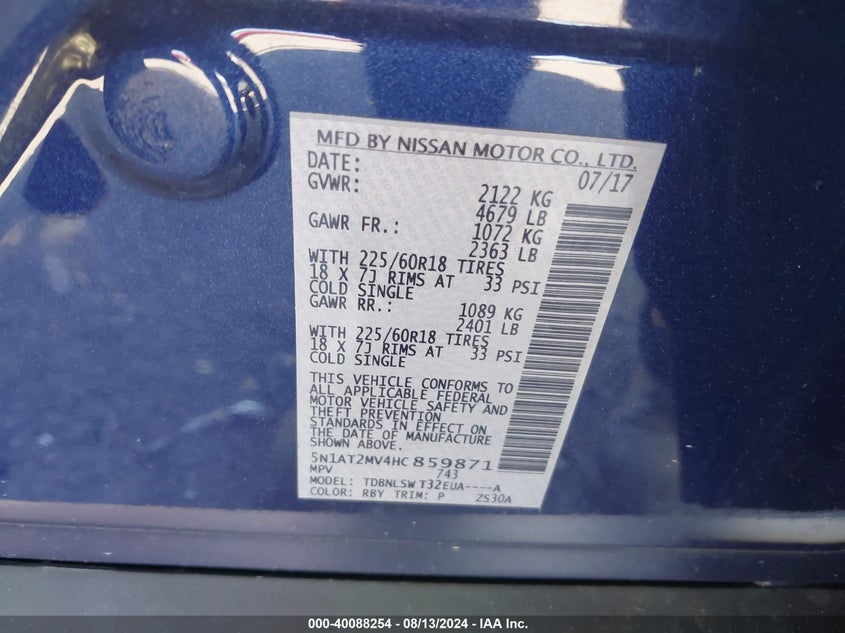 MFD BY NISSAN MOTOR CO., LTD.
DATE: 07/17
GVWR: 2122 KG
4679 LB
GAWR FR.: 1072 KG
2363 LB
WITH 225/60R18 TIRES
18 X 7J RIMS AT 33 PSI
COLD SINGLE
GAWR RR.: 1089 KG
2401 LB
WITH 225/60R18 TIRES
18 X 7J RIMS AT 33 PSI
COLD SINGLE
THIS VEHICLE CONFORMS TO
ALL APPLICABLE FEDERAL
MOTOR VEHICLE SAFETY AND
THEFT PREVENTION
STANDARDS IN EFFECT ON
THE DATE OF MANUFACTURE
5N1AT2MV4HC859871
MPV 743
MODEL: TDBNLSW T32EUA----A
COLOR: RBY TRIM: P 2S30A
000-40088254 - 08/13/2024 - IAA Inc.